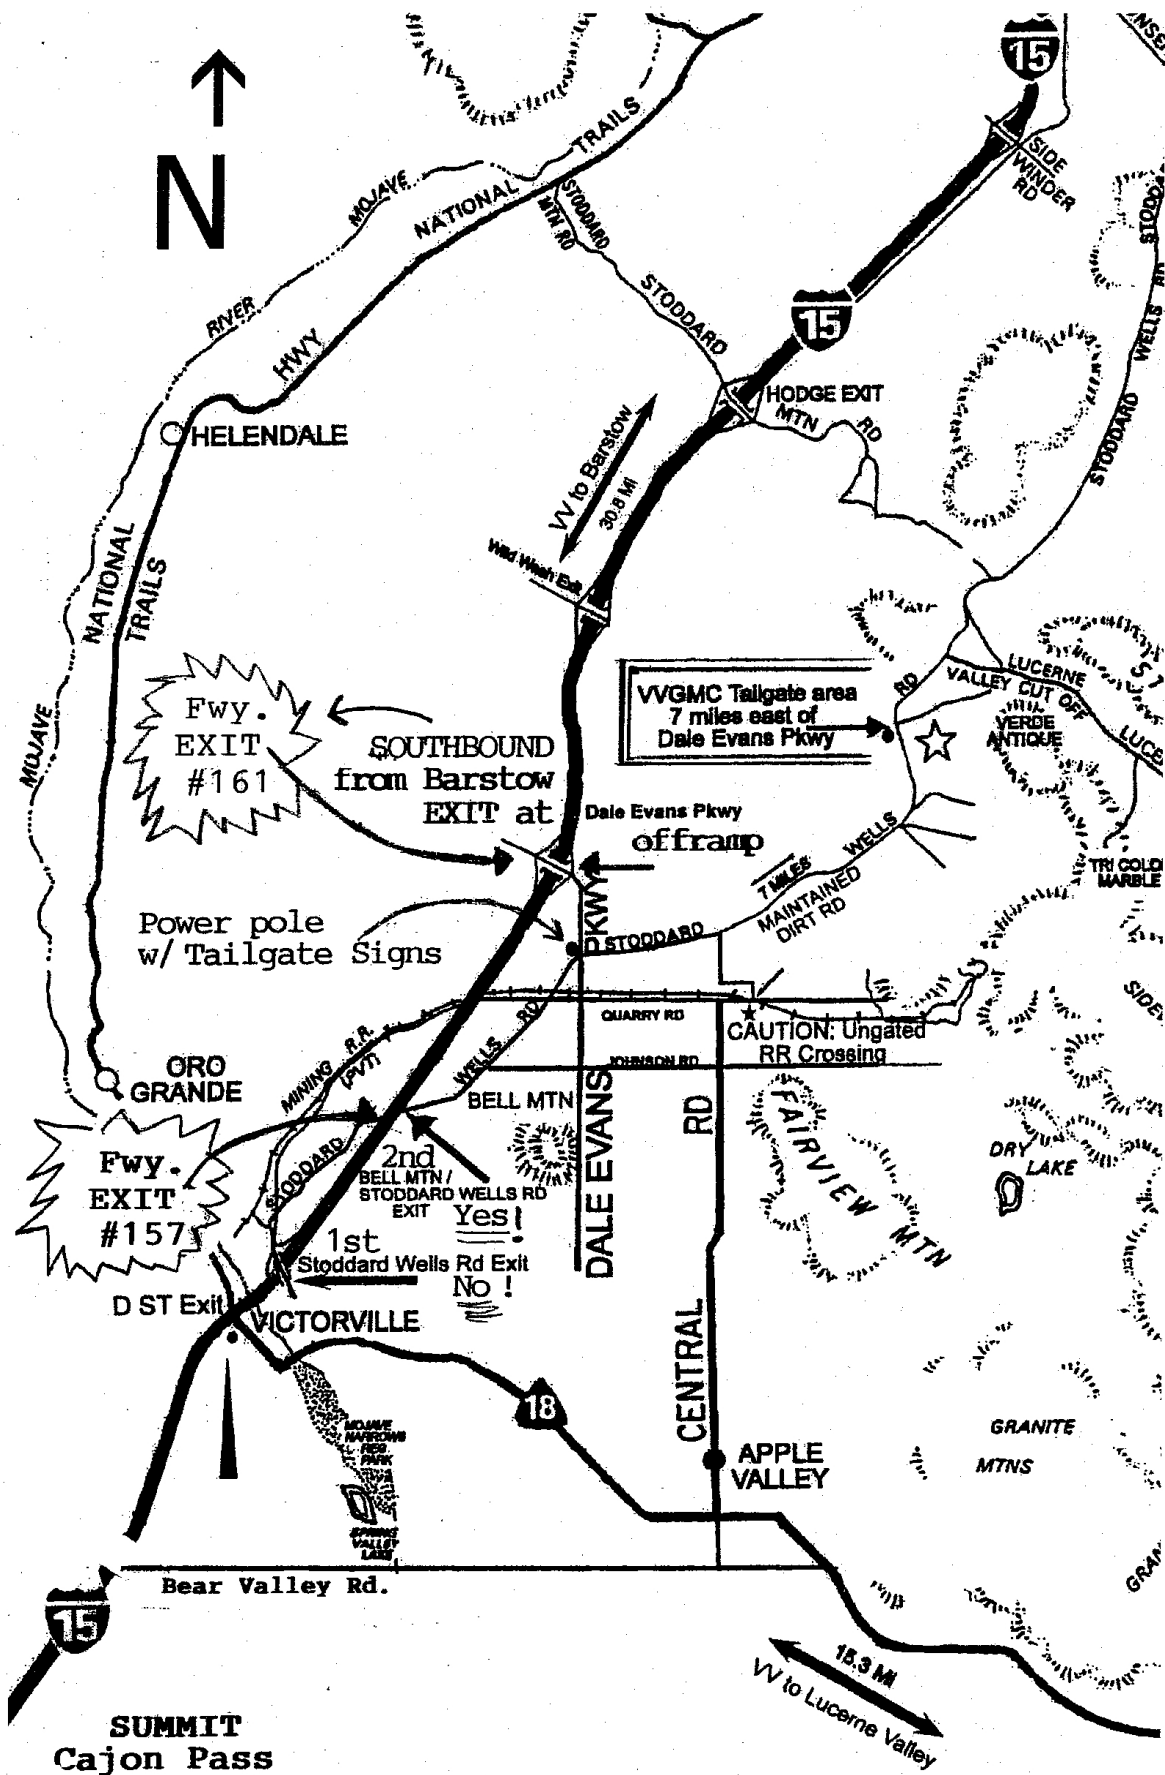 15
NSE
N
TRAILS
SIDE
WINDER
RD
MOJAVE
NATIONAL
STODDARD
MTN RD
STODDARD
RIVER
HWY
STODDARD
15
WELLS RD
HODGE EXIT
MTN RD
STODDARD
HELENDALE
VV to Barstow
30.8 MI
Wild Wash Exit
NATIONAL
TRAILS
MOJAVE
Fwy.
EXIT
#161
SOUTHBOUND
from Barstow
EXIT at
VVGMC Tailgate area
7 miles east of
Dale Evans Pkwy
RD
LUCERNE
VALLEY CUT OFF
VERDE
ANTIQUE
LUCE
ST
Dale Evans Pkwy
offramp
WELLS
7 MILES
MAINTAINED
DIRT RD
TRI COLO
MARBLE
Power pole
w/ Tailgate Signs
PKWY
D STODDARD
SIDE
QUARRY RD
CAUTION: Ungated
RR Crossing
JOHNSON RD
MINING R.R.
(PVT)
WELLS RD
ORO
GRANDE
BELL MTN
DALE EVANS
RD
FAIRVIEW MTN
DRY
LAKE
Fwy.
EXIT
#157
STODDARD
2nd
BELL MTN /
STODDARD WELLS RD
EXIT
Yes!
1st
Stoddard Wells Rd Exit
No !
D ST Exit
VICTORVILLE
CENTRAL
18
MOJAVE
NARROWS
REG
PARK
SPRING
VALLEY
LAKE
APPLE
VALLEY
GRANITE
MTNS
GRAN
Bear Valley Rd.
15
15.3 MI
VV to Lucerne Valley
SUMMIT
Cajon Pass